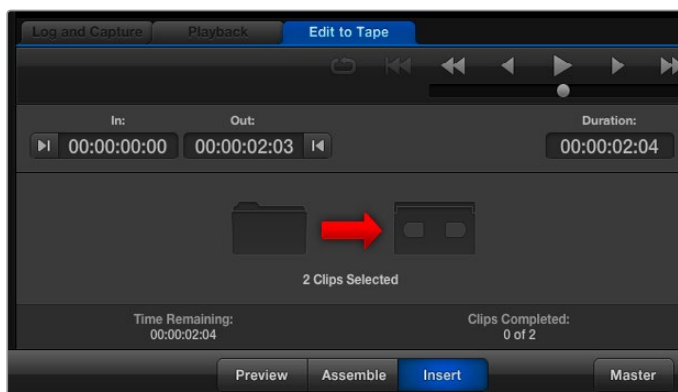 Log and Capture Playback Edit to Tape
In: Out: Duration:
00:00:00:00 00:00:02:03 00:00:02:04
2 Clips Selected
Time Remaining: Clips Completed:
00:00:02:04 0 of 2
Preview Assemble Insert Master